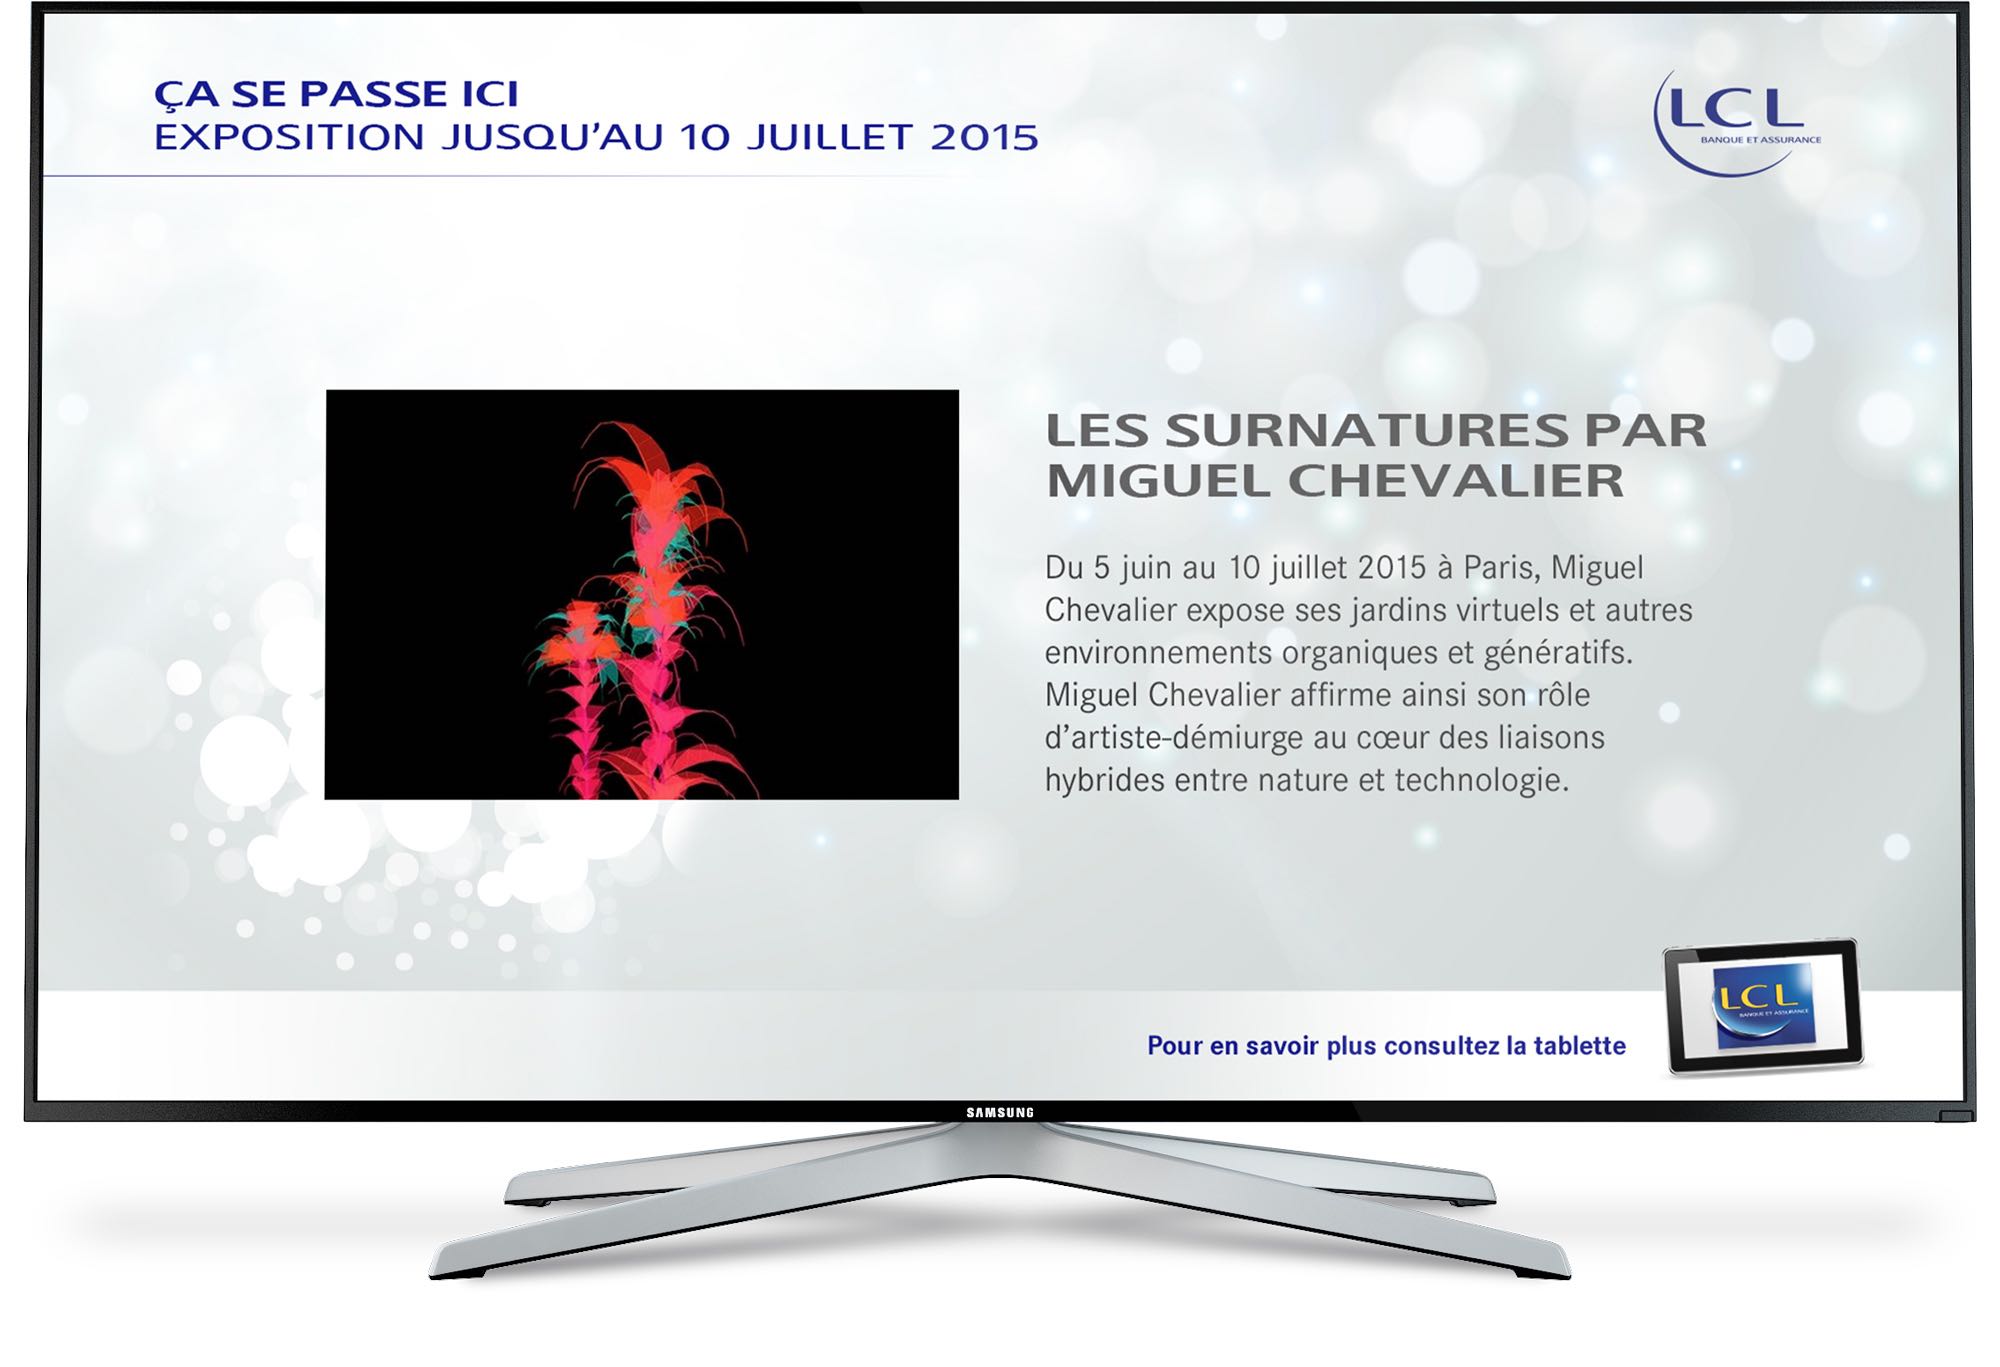 ÇA SE PASSE ICI
EXPOSITION JUSQU'AU 10 JUILLET 2015
LCL
BANQUE ET ASSURANCE
LES SURNATURES PAR
MIGUEL CHEVALIER
Du 5 juin au 10 juillet 2015 à Paris, Miguel
Chevalier expose ses jardins virtuels et autres
environnements organiques et génératifs.
Miguel Chevalier affirme ainsi son rôle
d'artiste-démiurge au cœur des liaisons
hybrides entre nature et technologie.
Pour en savoir plus consultez la tablette
LCL
BANQUE ET ASSURANCE
SAMSUNG